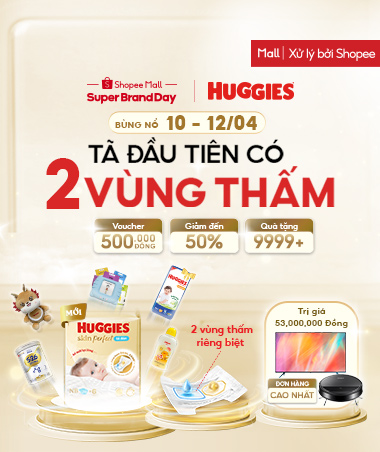 Mall | Xử lý bởi Shopee
Shopee Mall
Super Brand Day
HUGGIES
BÙNG NỔ 10 - 12/04
TÃ ĐẦU TIÊN CÓ
2 VÙNG THẤM
Voucher
500.000
ĐỒNG
Giảm đến
50%
Quà tặng
9999+
MỚI
HUGGIES
skin perfect
2 vùng thấm
riêng biệt
Trị giá
53,000,000 Đồng
ĐƠN HÀNG
CAO NHẤT